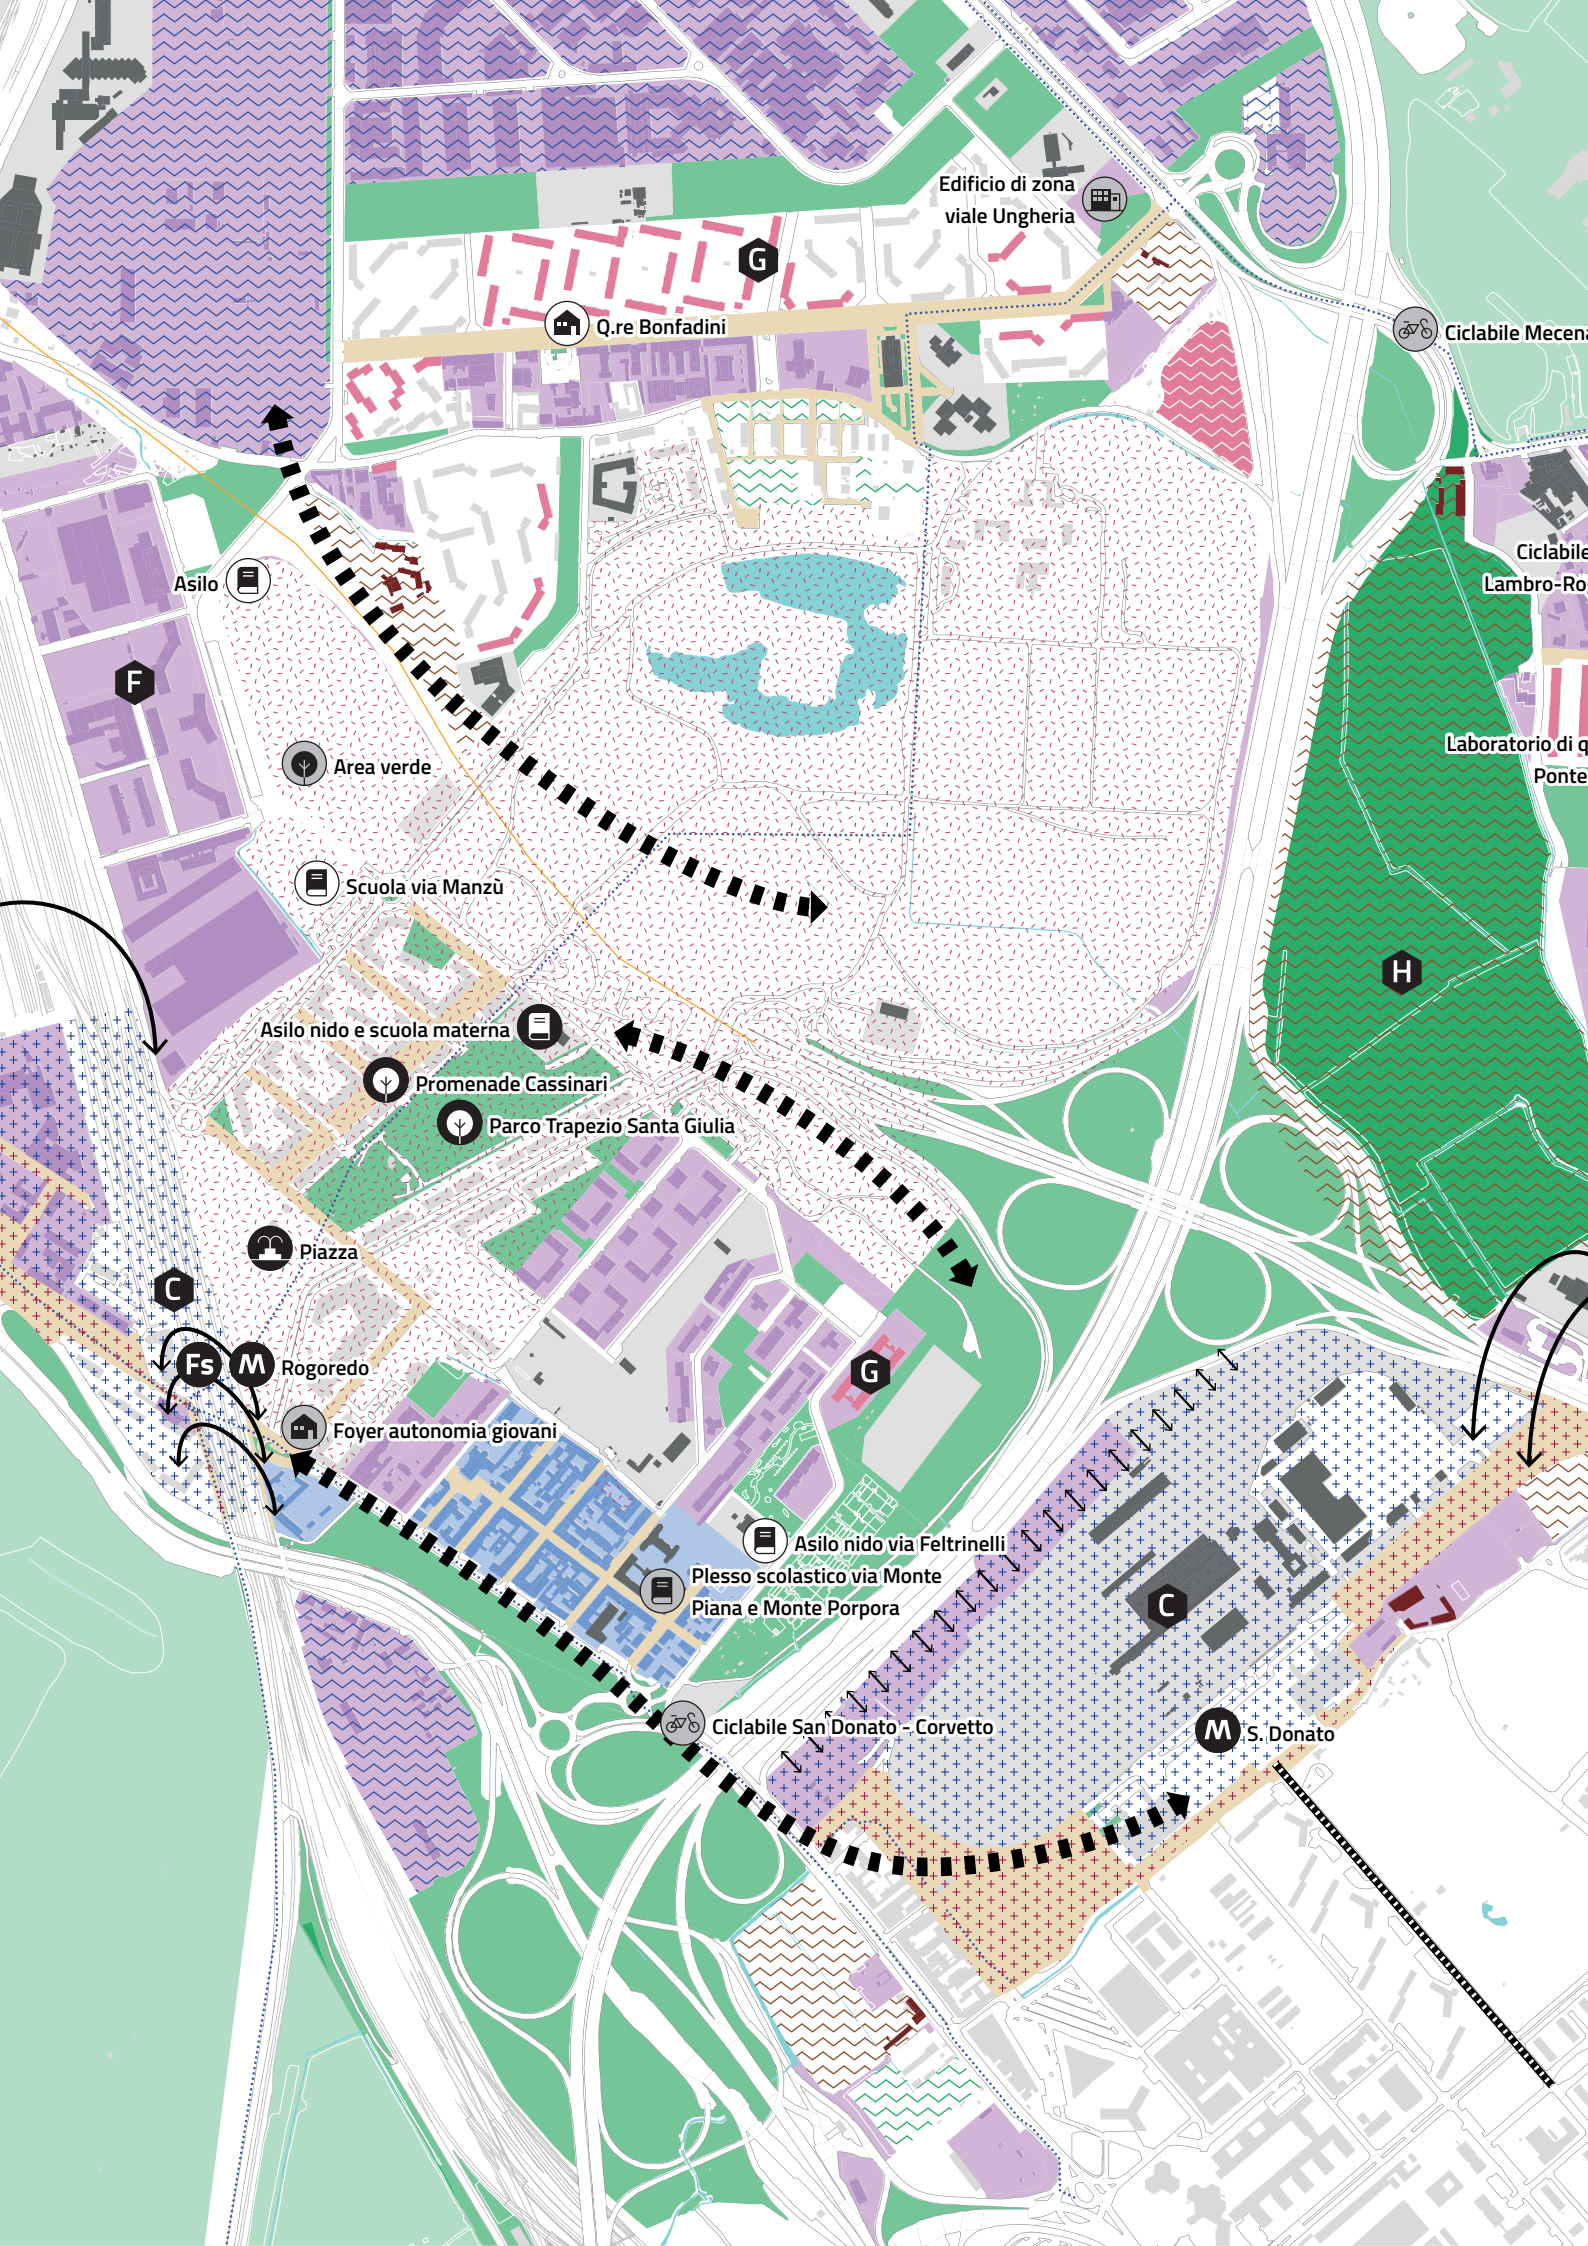 Edificio di zona
viale Ungheria
G
Q.re Bonfadini
Ciclabile Mecena
Ciclabile
Lambro-Ro
Asilo
F
Laboratorio di q
Ponte
Area verde
Scuola via Manzù
H
Asilo nido e scuola materna
Promenade Cassinari
Parco Trapezio Santa Giulia
Piazza
C
Fs M Rogoredo
G
Foyer autonomia giovani
Asilo nido via Feltrinelli
Plesso scolastico via Monte
Piana e Monte Porpora
C
Ciclabile San Donato - Corvetto
M S. Donato